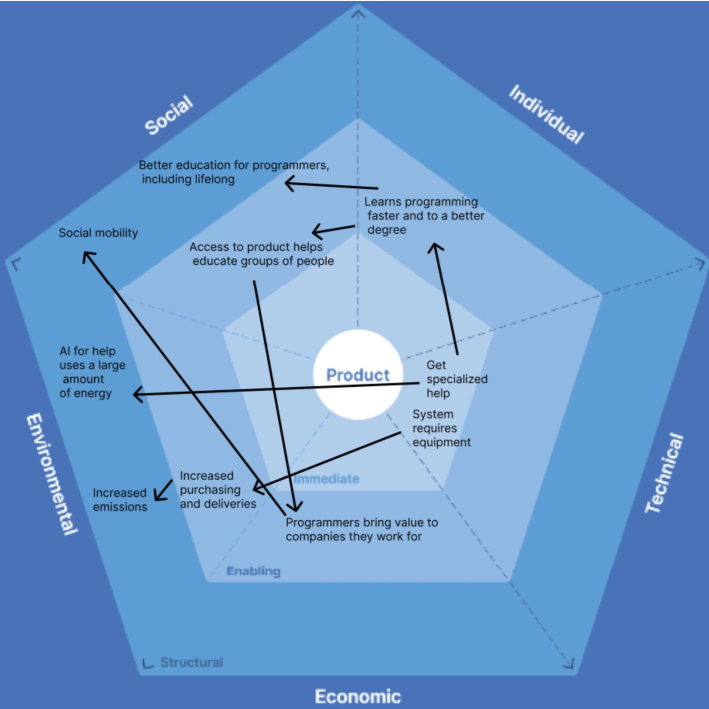 Social
Individual
Better education for programmers,
including lifelong
Learns programming
faster and to a better
degree
Social mobility
Access to product helps
educate groups of people
AI for help
uses a large
amount
of energy
Product
Get
specialized
help
System
requires
equipment
Environmental
Technical
Immediate
Increased
purchasing
and deliveries
Increased
emissions
Programmers bring value to
companies they work for
Enabling
Structural
Economic